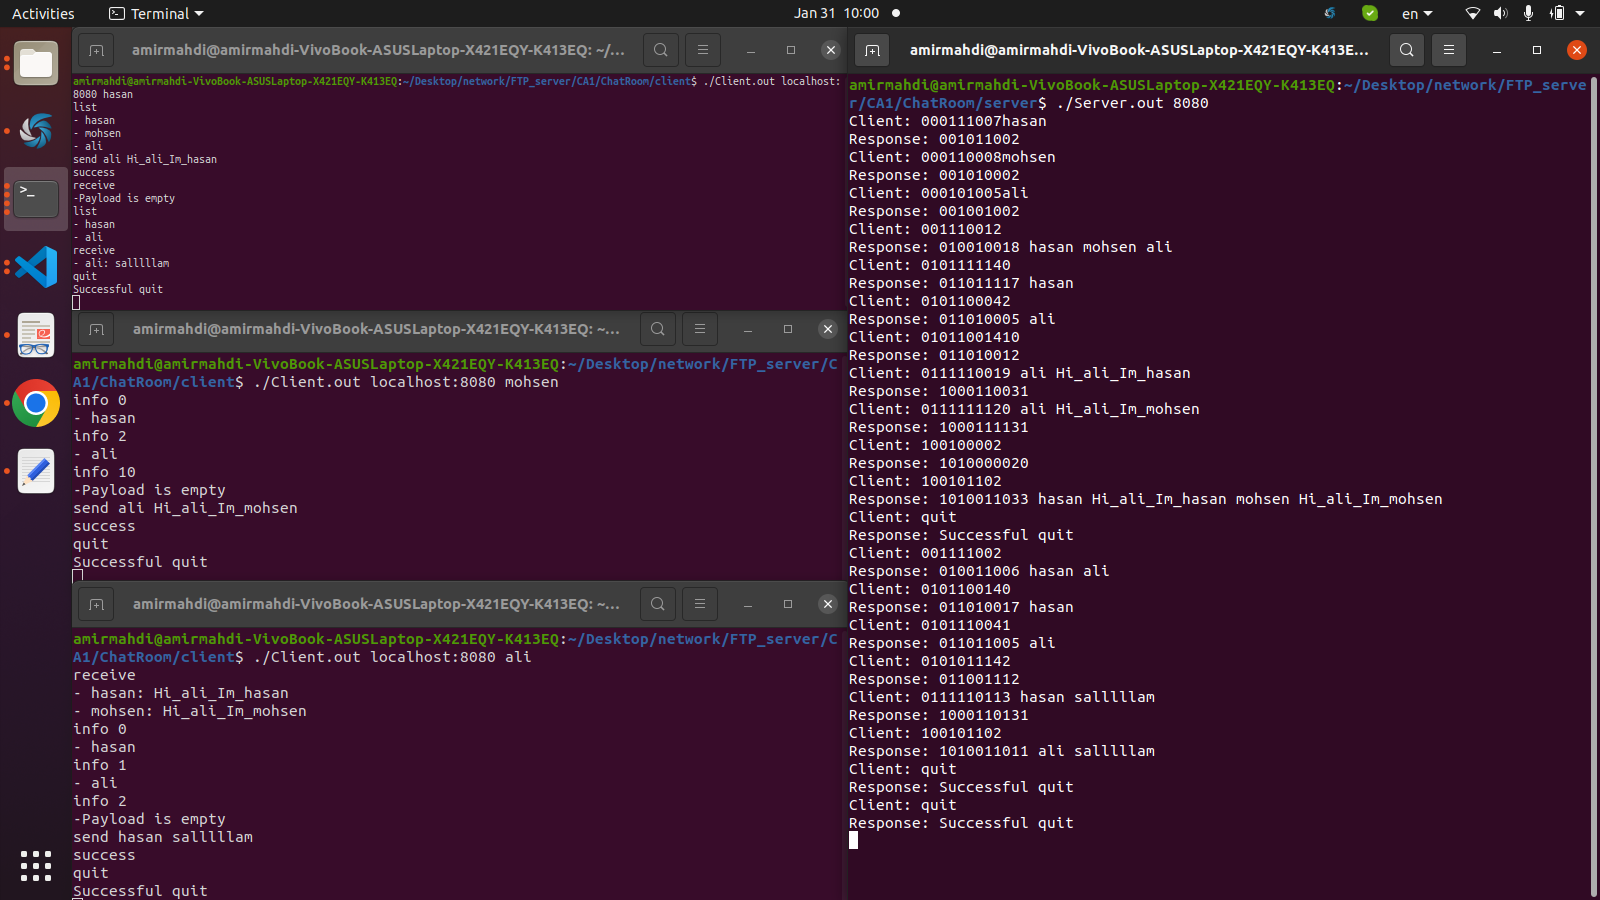 Activities
Terminal
Jan 31 10:00
en
amirmahdi@amirmahdi-VivoBook-ASUSLaptop-X421EQY-K413EQ: ~/...
amirmahdi@amirmahdi-VivoBook-ASUSLaptop-X421EQY-K413EQ:~/Desktop/network/FTP_server/CA1/ChatRoom/client$ ./Client.out localhost:
8080 hasan
list
- hasan
- mohsen
- ali
send ali Hi_ali_Im_hasan
success
receive
-Payload is empty
list
- hasan
- ali
receive
- ali: salllllam
quit
Successful quit
amirmahdi@amirmahdi-VivoBook-ASUSLaptop-X421EQY-K413EQ: ~...
amirmahdi@amirmahdi-VivoBook-ASUSLaptop-X421EQY-K413EQ:~/Desktop/network/FTP_server/C
A1/ChatRoom/client$ ./Client.out localhost:8080 mohsen
info 0
- hasan
info 2
- ali
info 10
-Payload is empty
send ali Hi_ali_Im_mohsen
success
quit
Successful quit
amirmahdi@amirmahdi-VivoBook-ASUSLaptop-X421EQY-K413EQ: ~...
amirmahdi@amirmahdi-VivoBook-ASUSLaptop-X421EQY-K413EQ:~/Desktop/network/FTP_server/C
A1/ChatRoom/client$ ./Client.out localhost:8080 ali
receive
- hasan: Hi_ali_Im_hasan
- mohsen: Hi_ali_Im_mohsen
info 0
- hasan
info 1
- ali
info 2
-Payload is empty
send hasan salllllam
success
quit
Successful quit
amirmahdi@amirmahdi-VivoBook-ASUSLaptop-X421EQY-K413E...
amirmahdi@amirmahdi-VivoBook-ASUSLaptop-X421EQY-K413EQ:~/Desktop/network/FTP_serve
r/CA1/ChatRoom/server$ ./Server.out 8080
Client: 000111007hasan
Response: 001011002
Client: 000110008mohsen
Response: 001010002
Client: 000101005ali
Response: 001001002
Client: 001110012
Response: 010010018 hasan mohsen ali
Client: 0101111140
Response: 011011117 hasan
Client: 0101100042
Response: 011010005 ali
Client: 01011001410
Response: 011010012
Client: 0111110019 ali Hi_ali_Im_hasan
Response: 1000110031
Client: 0111111120 ali Hi_ali_Im_mohsen
Response: 1000111131
Client: 100100002
Response: 1010000020
Client: 100101102
Response: 1010011033 hasan Hi_ali_Im_hasan mohsen Hi_ali_Im_mohsen
Client: quit
Response: Successful quit
Client: 001111002
Response: 010011006 hasan ali
Client: 0101100140
Response: 011010017 hasan
Client: 0101110041
Response: 011011005 ali
Client: 0101011142
Response: 011001112
Client: 0111110113 hasan salllllam
Response: 1000110131
Client: 100101102
Response: 1010011011 ali salllllam
Client: quit
Response: Successful quit
Client: quit
Response: Successful quit